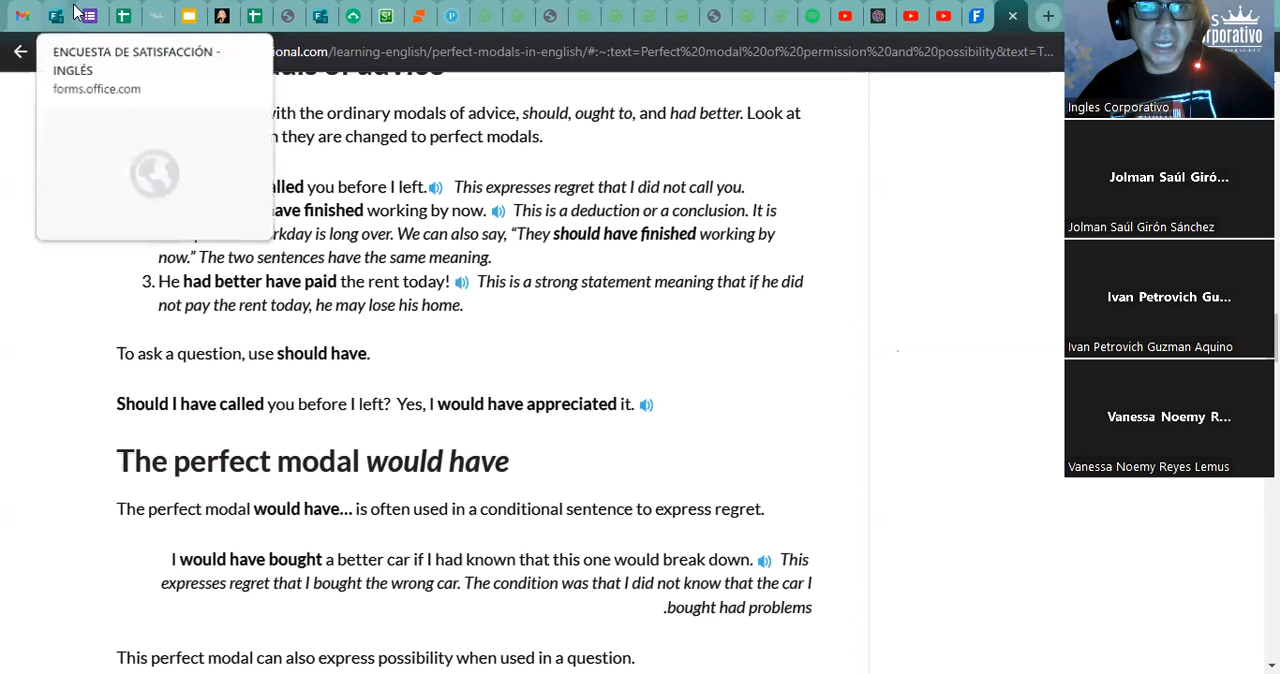 ENCUESTA DE SATISFACCIÓN -
INGLÉS
forms.office.com
ional.com/learning-english/perfect-modals-in-english/#:~:text=Perfect%20modal%20of%20permission%20and%20possibility&text=T...
of advice
with the ordinary modals of advice, should, ought to, and had better. Look at
they are changed to perfect modals.
called you before I left. This expresses regret that I did not call you.
have finished working by now. This is a deduction or a conclusion. It is
workday is long over. We can also say, “They should have finished working by
now.” The two sentences have the same meaning.
3. He had better have paid the rent today! This is a strong statement meaning that if he did
not pay the rent today, he may lose his home.
To ask a question, use should have.
Should I have called you before I left? Yes, I would have appreciated it.
The perfect modal would have
The perfect modal would have... is often used in a conditional sentence to express regret.
I would have bought a better car if I had known that this one would break down. This
expresses regret that I bought the wrong car. The condition was that I did not know that the car I
.bought had problems
This perfect modal can also express possibility when used in a question.
Corporativo
Ingles Corporativo
Jolman Saúl Giró...
Jolman Saúl Girón Sánchez
Ivan Petrovich Gu...
Ivan Petrovich Guzman Aquino
Vanessa Noemy R...
Vanessa Noemy Reyes Lemus